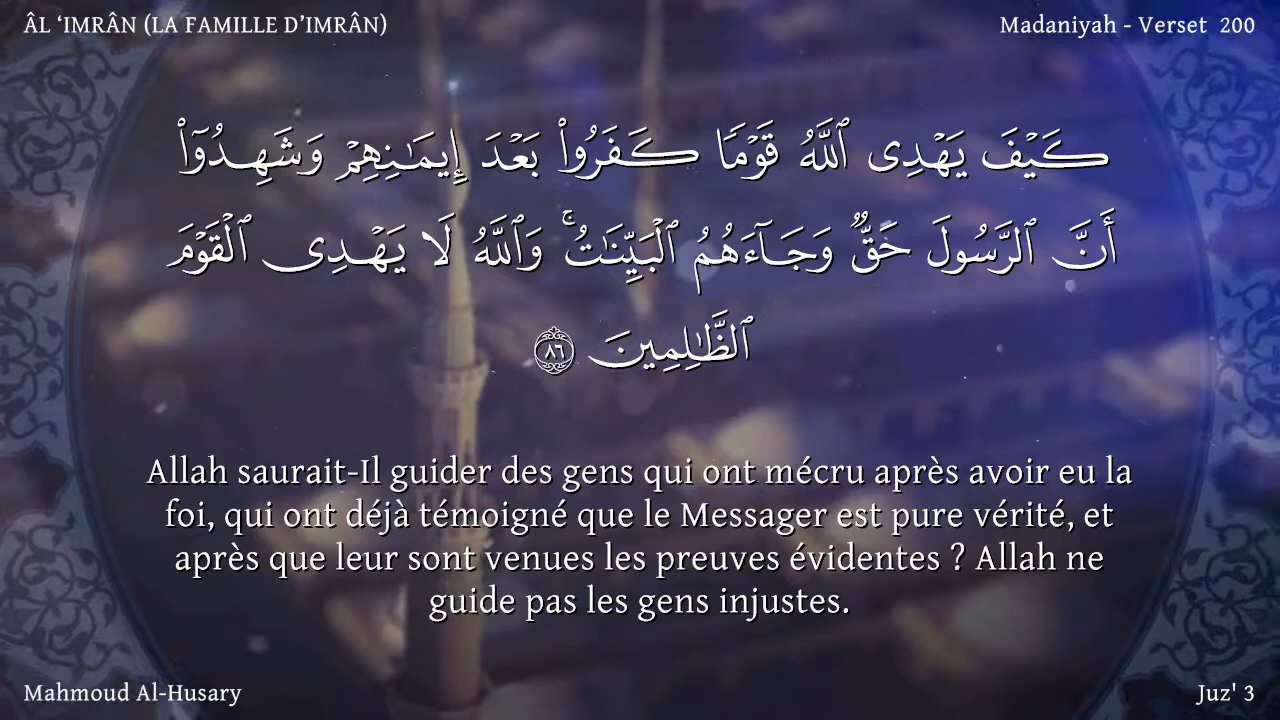 ÂL ‘IMRÂN (LA FAMILLE D’IMRÂN)
Madaniyah - Verset 200
كَيْفَ يَهْدِى ٱللَّهُ قَوْمًا كَفَرُوا۟ بَعْدَ إِيمَـٰنِهِمْ وَشَهِدُوٓا۟
أَنَّ ٱلرَّسُولَ حَقٌّ وَجَآءَهُمُ ٱلْبَيِّنَـٰتُ ۚ وَٱللَّهُ لَا يَهْدِى ٱلْقَوْمَ
ٱلظَّـٰلِمِينَ ٨٦
Allah saurait-Il guider des gens qui ont mécru après avoir eu la
foi, qui ont déjà témoigné que le Messager est pure vérité, et
après que leur sont venues les preuves évidentes ? Allah ne
guide pas les gens injustes.
Mahmoud Al-Husary
Juz' 3